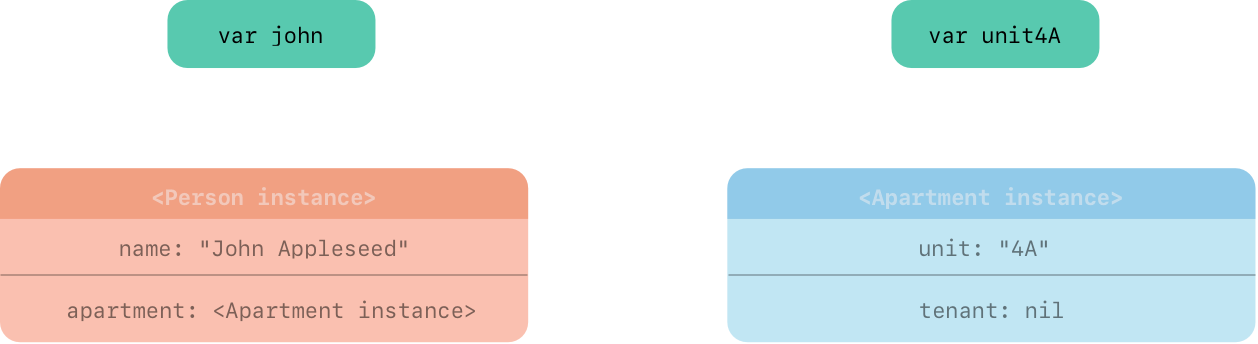 var john
var unit4A
<Person instance>
<Apartment instance>
name: "John Appleseed"
unit: "4A"
apartment: <Apartment instance>
tenant: nil